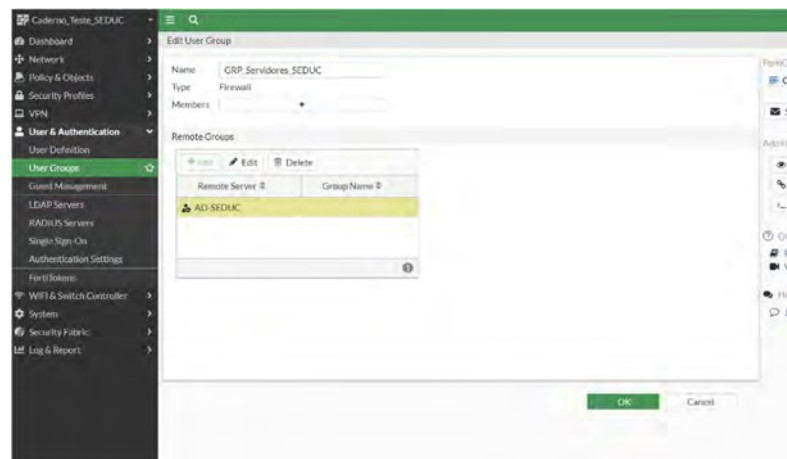 Caderno_Teste_SEDUC
Dashboard
Network
Policy & Objects
Security Profiles
VPN
User & Authentication
User Definition
User Groups
Guest Management
LDAP Servers
RADIUS Servers
Single Sign-On
Authentication Settings
FortiTokens
WiFi & Switch Controller
System
Security Fabric
Log & Report
Edit User Group
Name GRP_Servidores_SEDUC
Type Firewall
Members +
Remote Groups
+ Add Edit Delete
Remote Server Group Name
AD-SEDUC
1
OK Cancel